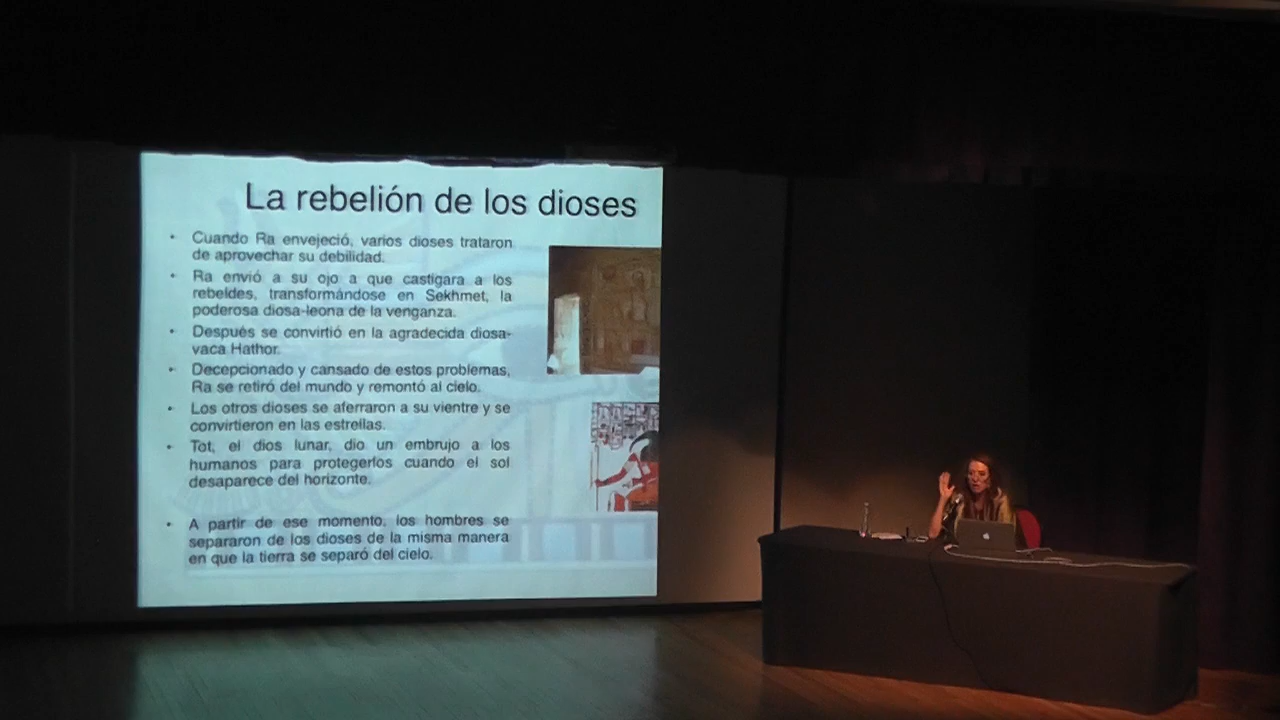 La rebelión de los dioses
• Cuando Ra envejeció, varios dioses trataron
de aprovechar su debilidad.
• Ra envió a su ojo a que castigara a los
rebeldes, transformándose en Sekhmet, la
poderosa diosa-leona de la venganza.
• Después se convirtió en la agradecida diosa-
vaca Hathor.
• Decepcionado y cansado de estos problemas,
Ra se retiró del mundo y remontó al cielo.
• Los otros dioses se aferraron a su vientre y se
convirtieron en las estrellas.
• Tot, el dios lunar, dio un embrujo a los
humanos para protegerlos cuando el sol
desaparece del horizonte.
• A partir de ese momento, los hombres se
separaron de los dioses de la misma manera
en que la tierra se separó del cielo.